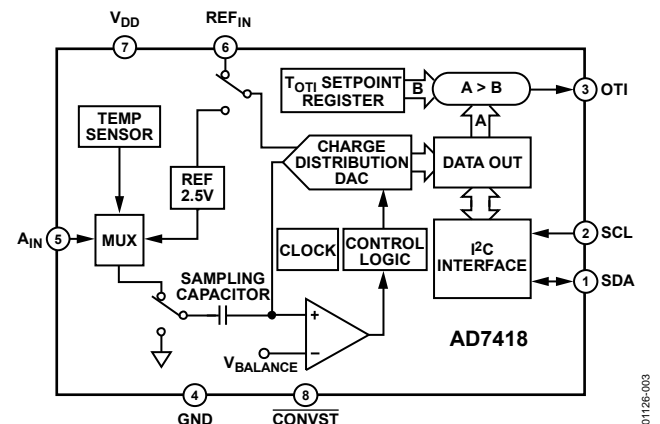 VDD
REFIN
7
6
TOTI SETPOINT
REGISTER
B
A > B
3
OTI
A
TEMP
SENSOR
CHARGE
DISTRIBUTION
DAC
DATA OUT
REF
2.5V
AIN
5
MUX
CLOCK
CONTROL
LOGIC
I2C
INTERFACE
2
SCL
1
SDA
SAMPLING
CAPACITOR
+
–
VBALANCE
AD7418
4
8
GND
CONVST
01126-003